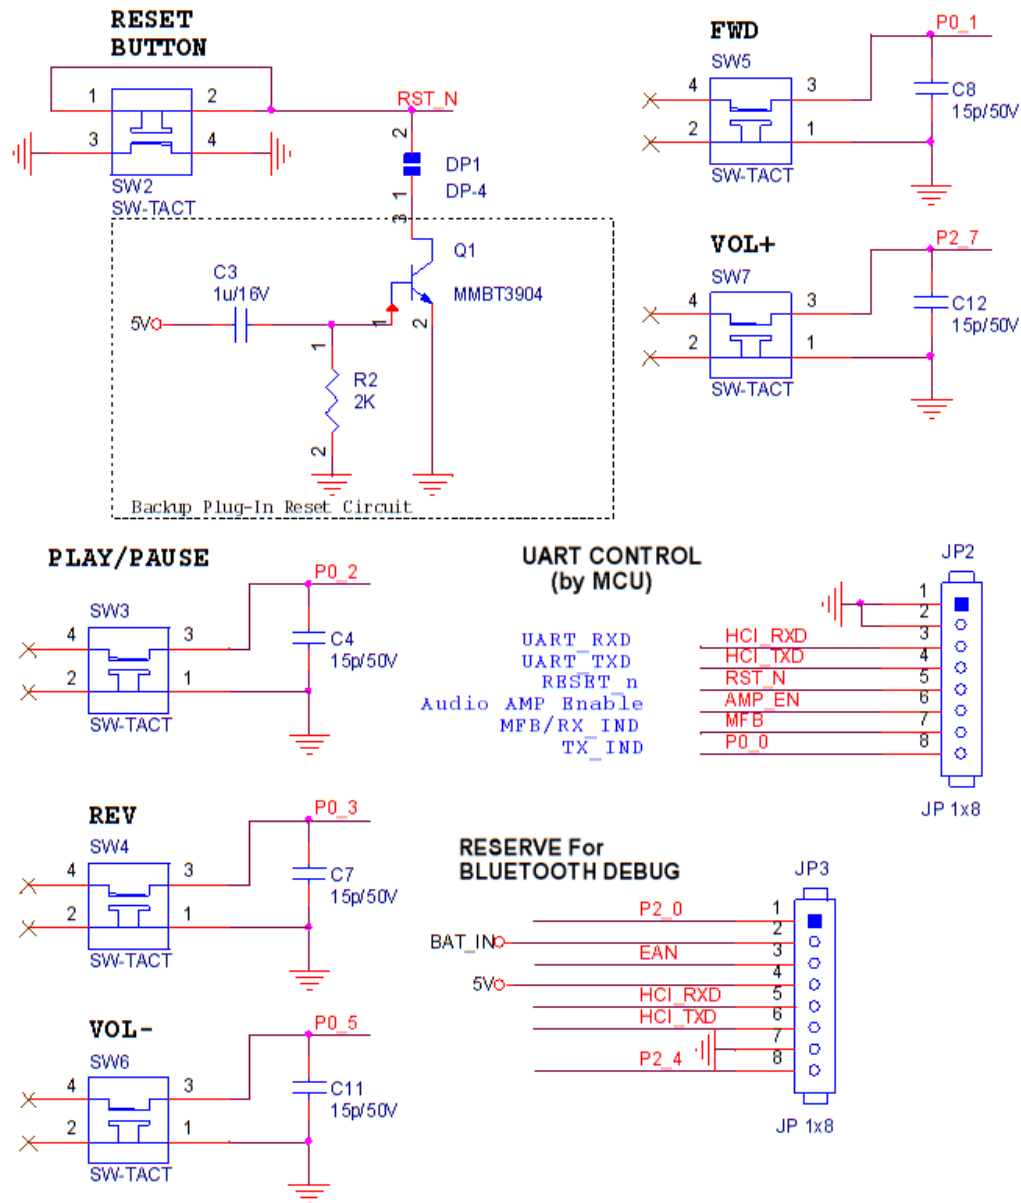 RESET
BUTTON
1
2
3
4
SW2
SW-TACT
RST_N
2
DP1
DP-4
1
3
Q1
MMBT3904
C3
1u/16V
5V
1
2
1
R2
2K
2
Backup Plug-In Reset Circuit
FWD
P0_1
SW5
4
3
C8
15p/50V
2
1
SW-TACT
VOL+
P2_7
SW7
4
3
C12
15p/50V
2
1
SW-TACT
PLAY/PAUSE
P0_2
SW3
4
3
C4
15p/50V
2
1
SW-TACT
UART CONTROL
(by MCU)
JP2
UART_RXD
UART_TXD
RESET_n
Audio AMP Enable
MFB/RX_IND
TX_IND
1
2
HCI_RXD 3
HCI_TXD 4
RST_N 5
AMP_EN 6
MFB 7
P0_0 8
JP 1x8
REV
P0_3
SW4
4
3
C7
15p/50V
2
1
SW-TACT
RESERVE For
BLUETOOTH DEBUG
JP3
P2_0 1
BAT_IN 2
EAN 3
5V 4
HCI_RXD 5
HCI_TXD 6
7
P2_4 8
JP 1x8
VOL-
P0_5
SW6
4
3
C11
15p/50V
2
1
SW-TACT